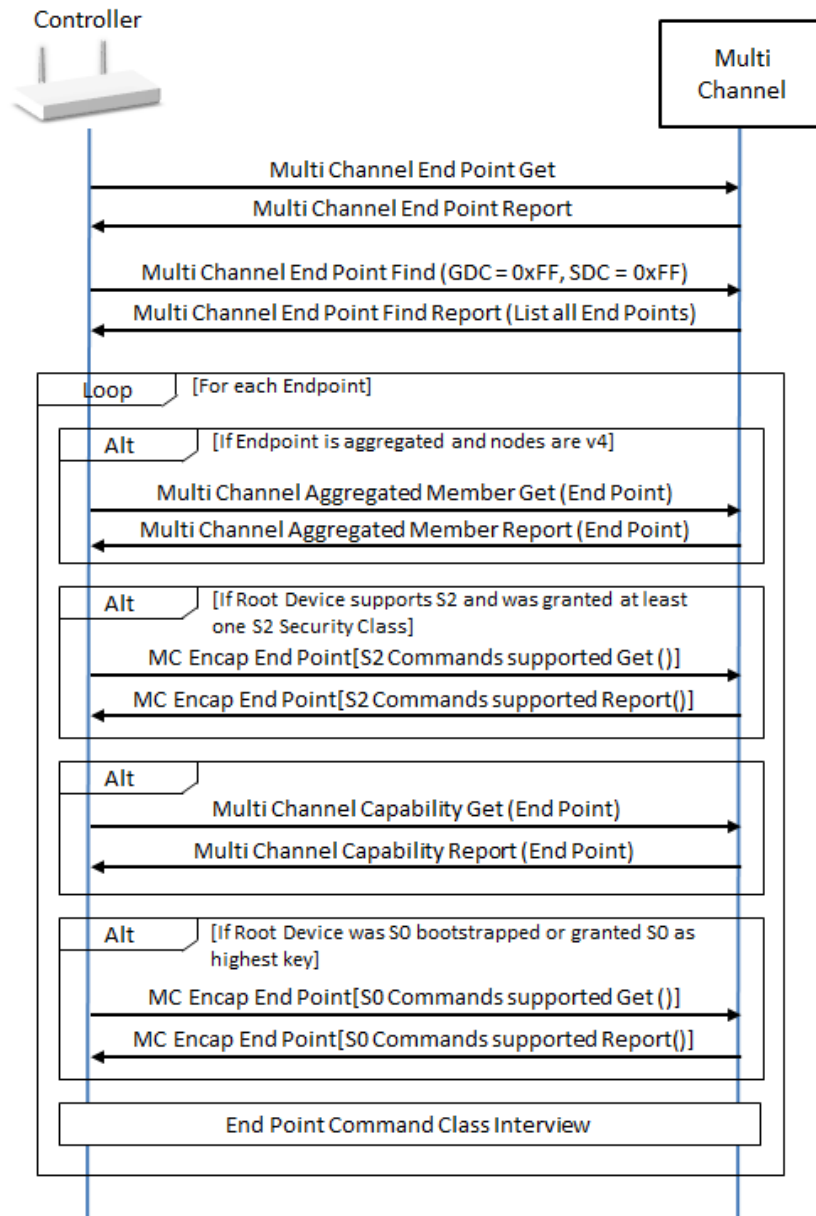 Controller
Multi
Channel
Multi Channel End Point Get
Multi Channel End Point Report
Multi Channel End Point Find (GDC = 0xFF, SDC = 0xFF)
Multi Channel End Point Find Report (List all End Points)
Loop [For each Endpoint]
Alt [If Endpoint is aggregated and nodes are v4]
Multi Channel Aggregated Member Get (End Point)
Multi Channel Aggregated Member Report (End Point)
Alt [If Root Device supports S2 and was granted at least
one S2 Security Class]
MC Encap End Point[S2 Commands supported Get ()]
MC Encap End Point[S2 Commands supported Report()]
Alt
Multi Channel Capability Get (End Point)
Multi Channel Capability Report (End Point)
Alt [If Root Device was S0 bootstrapped or granted S0 as
highest key]
MC Encap End Point[S0 Commands supported Get ()]
MC Encap End Point[S0 Commands supported Report()]
End Point Command Class Interview